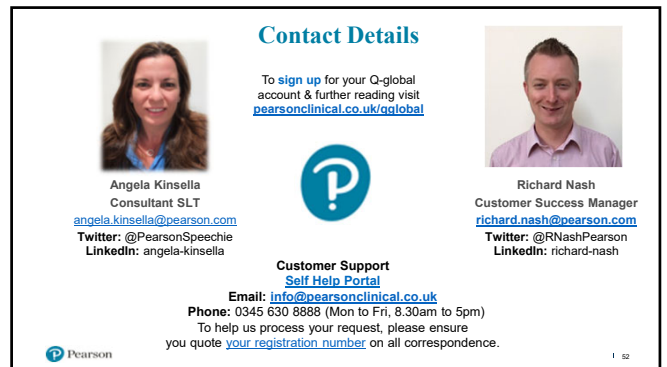 Contact Details
To sign up for your Q-global
account & further reading visit
pearsonclinical.co.uk/qglobal
Angela Kinsella
Consultant SLT
angela.kinsella@pearson.com
Twitter: @PearsonSpeechie
LinkedIn: angela-kinsella
Richard Nash
Customer Success Manager
richard.nash@pearson.com
Twitter: @RNashPearson
LinkedIn: richard-nash
Customer Support
Self Help Portal
Email: info@pearsonclinical.co.uk
Phone: 0345 630 8888 (Mon to Fri, 8.30am to 5pm)
To help us process your request, please ensure
you quote your registration number on all correspondence.
Pearson
I 52